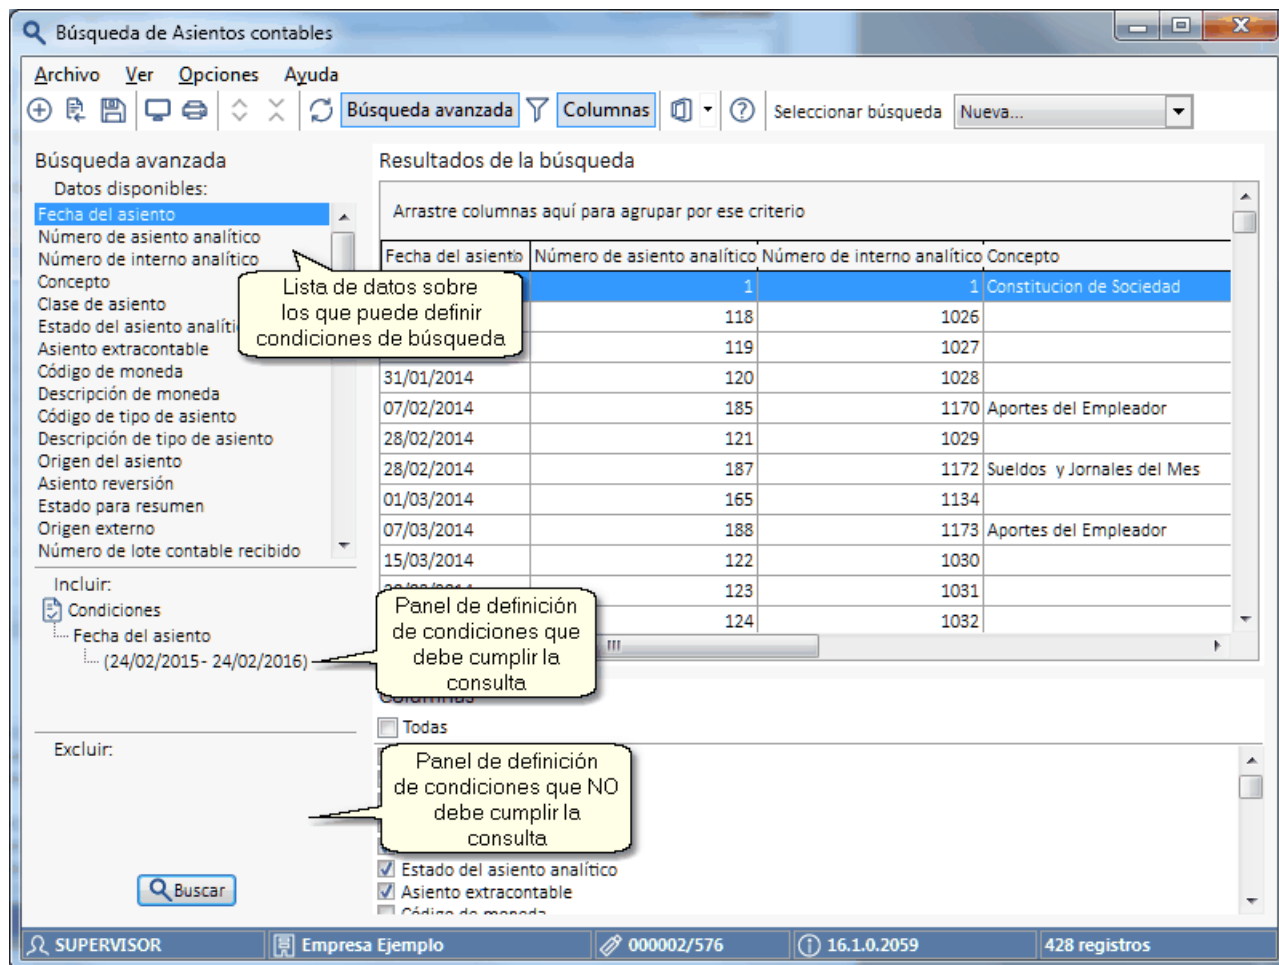 Búsqueda de Asientos contables
Archivo Ver Opciones Ayuda
Búsqueda avanzada Columnas Seleccionar búsqueda Nueva...
Búsqueda avanzada
Datos disponibles:
Fecha del asiento
Número de asiento analítico
Número de interno analítico
Concepto
Clase de asiento
Estado del asiento analíti
Asiento extracontable
Código de moneda
Descripción de moneda
Código de tipo de asiento
Descripción de tipo de asiento
Origen del asiento
Asiento reversión
Estado para resumen
Origen externo
Número de lote contable recibido
Lista de datos sobre
los que puede definir
condiciones de búsqueda
Incluir:
Condiciones
Fecha del asiento
(24/02/2015- 24/02/2016)
Panel de definición
de condiciones que
debe cumplir la
consulta
Excluir:
Panel de definición
de condiciones que NO
debe cumplir la
consulta
Buscar
Resultados de la búsqueda
Arrastre columnas aquí para agrupar por ese criterio
Fecha del asiento Número de asiento analítico Número de interno analítico Concepto
1 1 Constitucion de Sociedad
118 1026
119 1027
31/01/2014 120 1028
07/02/2014 185 1170 Aportes del Empleador
28/02/2014 121 1029
28/02/2014 187 1172 Sueldos y Jornales del Mes
01/03/2014 165 1134
07/03/2014 188 1173 Aportes del Empleador
15/03/2014 122 1030
123 1031
124 1032
Columnas
Todas
Estado del asiento analítico
Asiento extracontable
Código de moneda
SUPERVISOR Empresa Ejemplo 000002/576 16.1.0.2059 428 registros